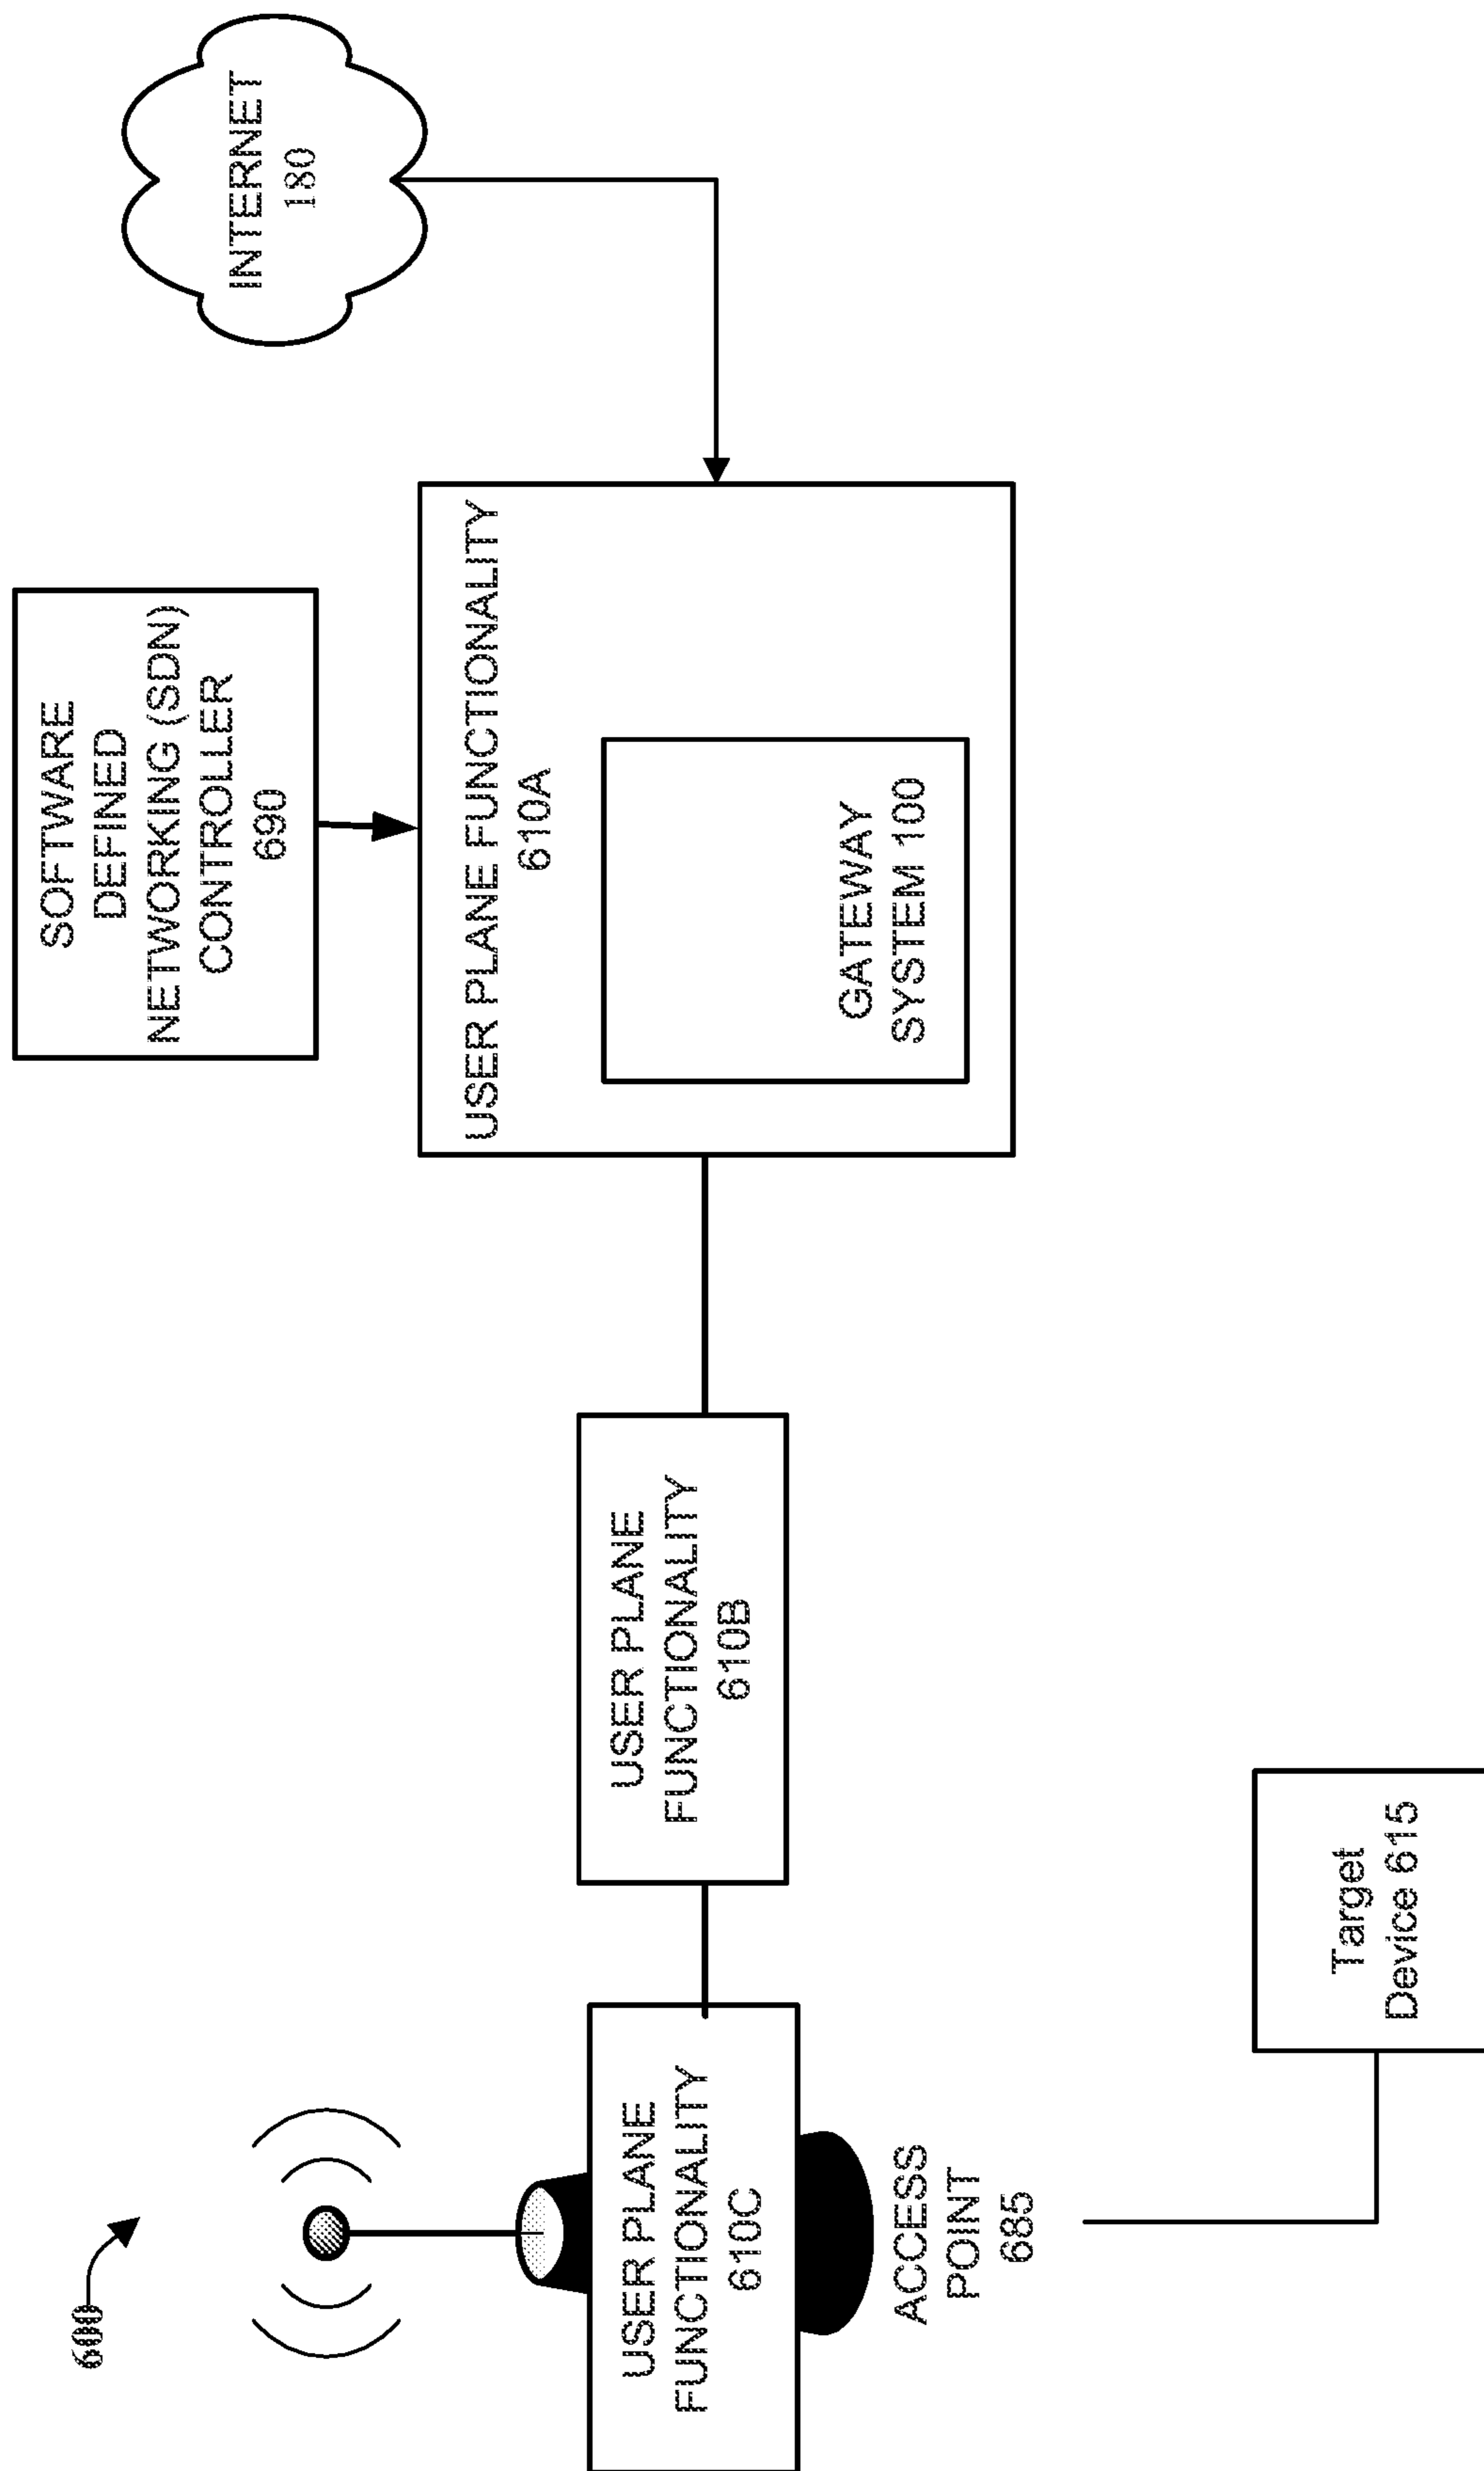 600
SOFTWARE
DEFINED
NETWORKING (SDN)
CONTROLLER
690
INTERNET
180
USER PLANE FUNCTIONALITY
610A
GATEWAY
SYSTEM 100
USER PLANE
FUNCTIONALITY
610B
USER PLANE
FUNCTIONALITY
610C
ACCESS
POINT
685
Target
Device 615